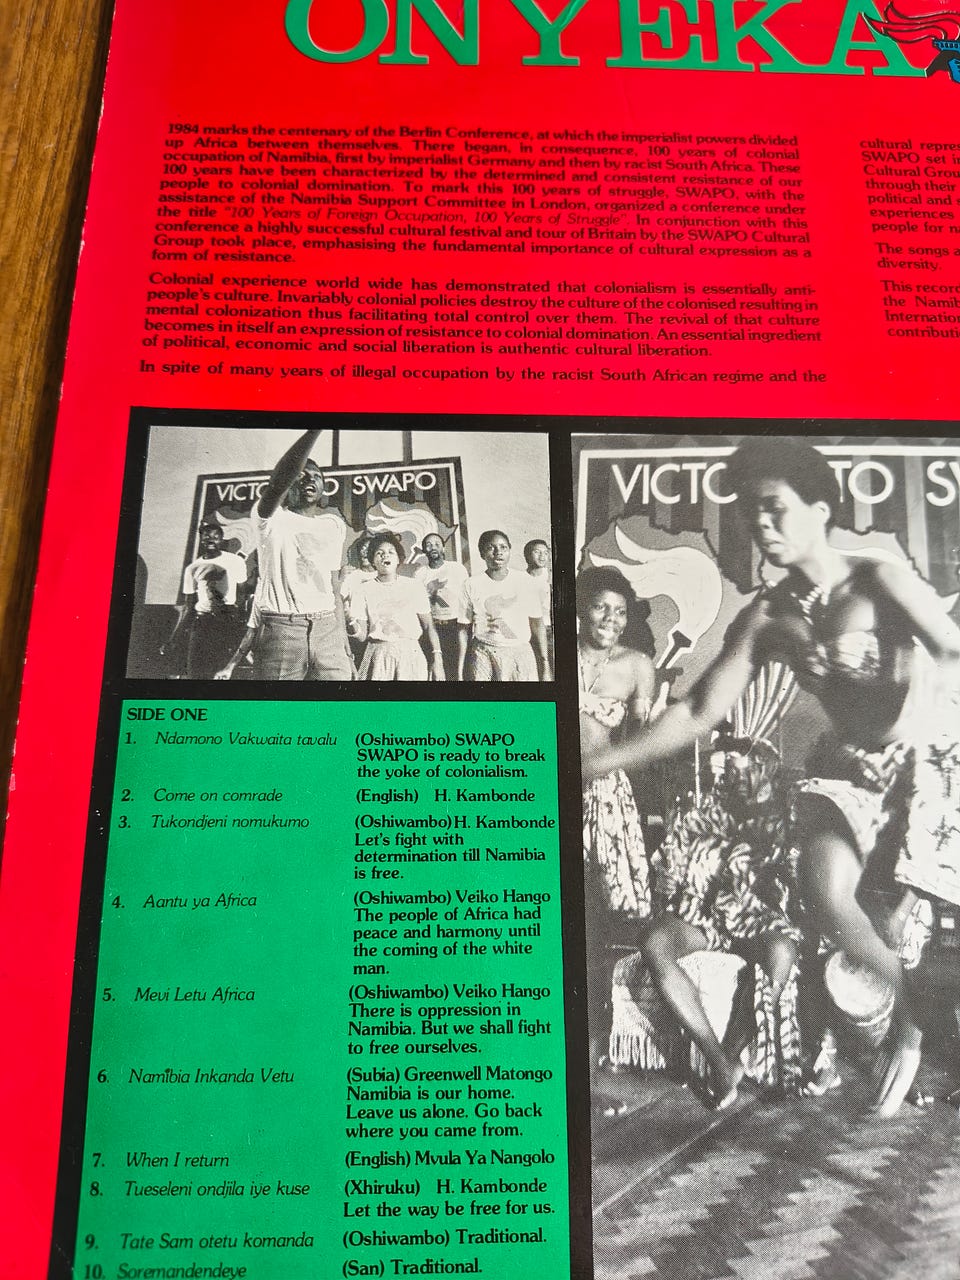 ONYEKA
1984 marks the centenary of the Berlin Conference, at which the imperialist powers divided
up Africa between themselves. There began, in consequence, 100 years of colonial
occupation of Namibia, first by imperialist Germany and then by racist South Africa. These
100 years have been characterized by the determined and consistent resistance of our
people to colonial domination. To mark this 100 years of struggle, SWAPO, with the
assistance of the Namibia Support Committee in London, organized a conference under
the title "100 Years of Foreign Occupation, 100 Years of Struggle". In conjunction with this
conference a highly successful cultural festival and tour of Britain by the SWAPO Cultural
Group took place, emphasising the fundamental importance of cultural expression as a
form of resistance.
Colonial experience world wide has demonstrated that colonialism is essentially anti-
people's culture. Invariably colonial policies destroy the culture of the colonised resulting in
mental colonization thus facilitating total control over them. The revival of that culture
becomes in itself an expression of resistance to colonial domination. An essential ingredient
of political, economic and social liberation is authentic cultural liberation.
In spite of many years of illegal occupation by the racist South African regime and the
cultural repres
SWAPO set i
Cultural Grou
through their
political and s
experiences
people for n
The songs a
diversity.
This record
the Namib
Internation
contributi
VICTO O SWAPO
VICTO TO SW
SIDE ONE
1. Ndamono Vakwaita tavalu (Oshiwambo) SWAPO
SWAPO is ready to break
the yoke of colonialism.
2. Come on comrade (English) H. Kambonde
3. Tukondjeni nomukumo (Oshiwambo) H. Kambonde
Let's fight with
determination till Namibia
is free.
4. Aantu ya Africa (Oshiwambo) Veiko Hango
The people of Africa had
peace and harmony until
the coming of the white
man.
5. Mevi Letu Africa (Oshiwambo) Veiko Hango
There is oppression in
Namibia. But we shall fight
to free ourselves.
6. Namibia Inkanda Vetu (Subia) Greenwell Matongo
Namibia is our home.
Leave us alone. Go back
where you came from.
7. When I return (English) Mvula Ya Nangolo
8. Tueseleni ondjila iye kuse (Xhiruku) H. Kambonde
Let the way be free for us.
9. Tate Sam otetu komanda (Oshiwambo) Traditional.
10. Soremandendeye (San) Traditional.